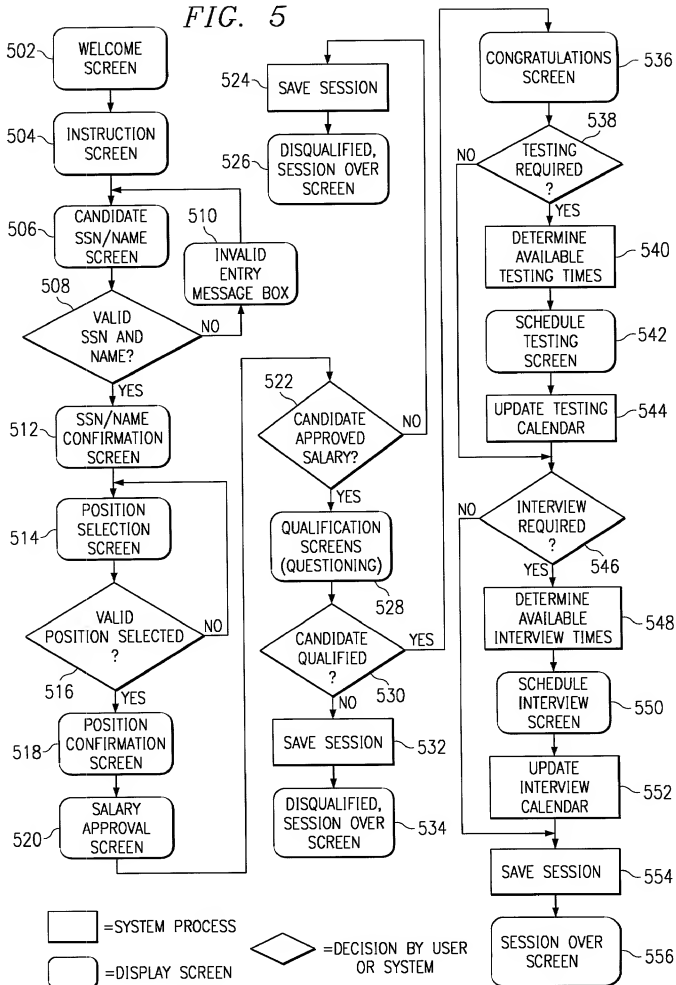 FIG. 5
502
WELCOME
SCREEN
504
INSTRUCTION
SCREEN
506
CANDIDATE
SSN/NAME
SCREEN
510
INVALID
ENTRY
MESSAGE BOX
508
VALID
SSN AND
NAME?
NO
YES
512
SSN/NAME
CONFIRMATION
SCREEN
514
POSITION
SELECTION
SCREEN
VALID
POSITION SELECTED
?
NO
516
YES
518
POSITION
CONFIRMATION
SCREEN
520
SALARY
APPROVAL
SCREEN
524
SAVE SESSION
526
DISQUALIFIED,
SESSION OVER
SCREEN
522
CANDIDATE
APPROVED
SALARY?
NO
YES
QUALIFICATION
SCREENS
(QUESTIONING)
528
CANDIDATE
QUALIFIED
?
YES
530
NO
SAVE SESSION
532
DISQUALIFIED,
SESSION OVER
SCREEN
534
CONGRATULATIONS
SCREEN
536
538
NO
TESTING
REQUIRED
?
YES
DETERMINE
AVAILABLE
TESTING TIMES
540
SCHEDULE
TESTING
SCREEN
542
UPDATE TESTING
CALENDAR
544
NO
INTERVIEW
REQUIRED
?
546
YES
DETERMINE
AVAILABLE
INTERVIEW TIMES
548
SCHEDULE
INTERVIEW
SCREEN
550
UPDATE
INTERVIEW
CALENDAR
552
SAVE SESSION
554
SESSION OVER
SCREEN
556
=SYSTEM PROCESS
=DISPLAY SCREEN
=DECISION BY USER
OR SYSTEM